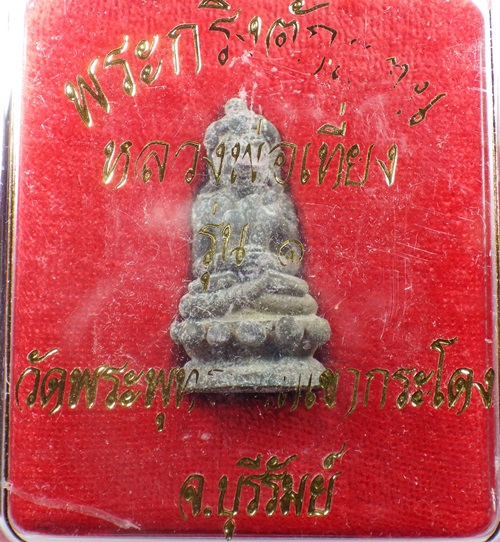 พระกริ่ง
หลวงพ่อเที่ยง
รุ่น ๑
วัดพระพุทธ เขากระโดง
จ.บุรีรัมย์